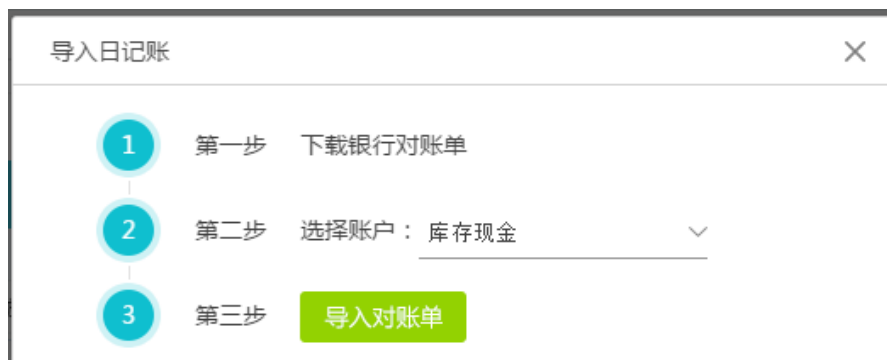 导入日记账
1 第一步 下载银行对账单
2 第二步 选择账户：库存现金
3 第三步 导入对账单